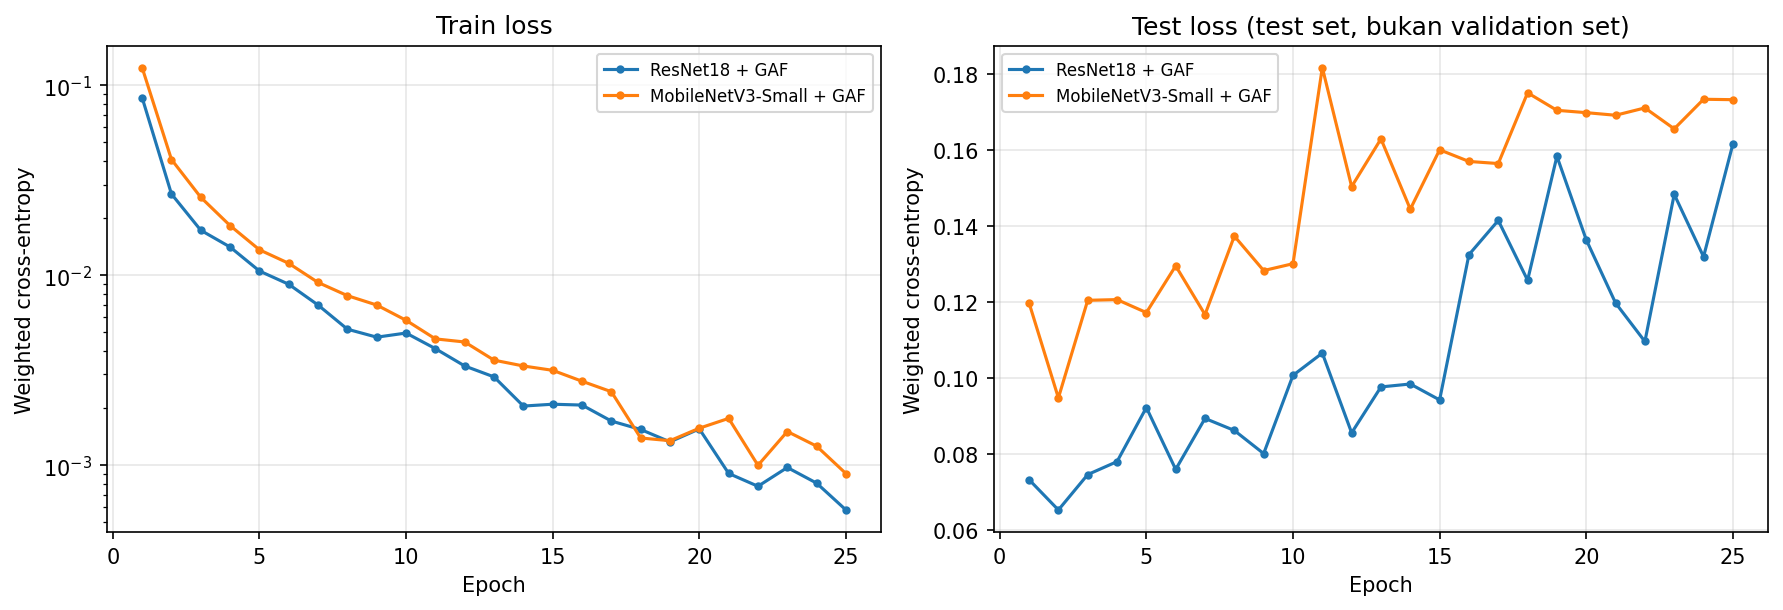 Train loss
ResNet18 + GAF
MobileNetV3-Small + GAF
Weighted cross-entropy
10⁻¹
10⁻²
10⁻³
0 5 10 15 20 25
Epoch
Test loss (test set, bukan validation set)
ResNet18 + GAF
MobileNetV3-Small + GAF
Weighted cross-entropy
0.18
0.16
0.14
0.12
0.10
0.08
0.06
0 5 10 15 20 25
Epoch